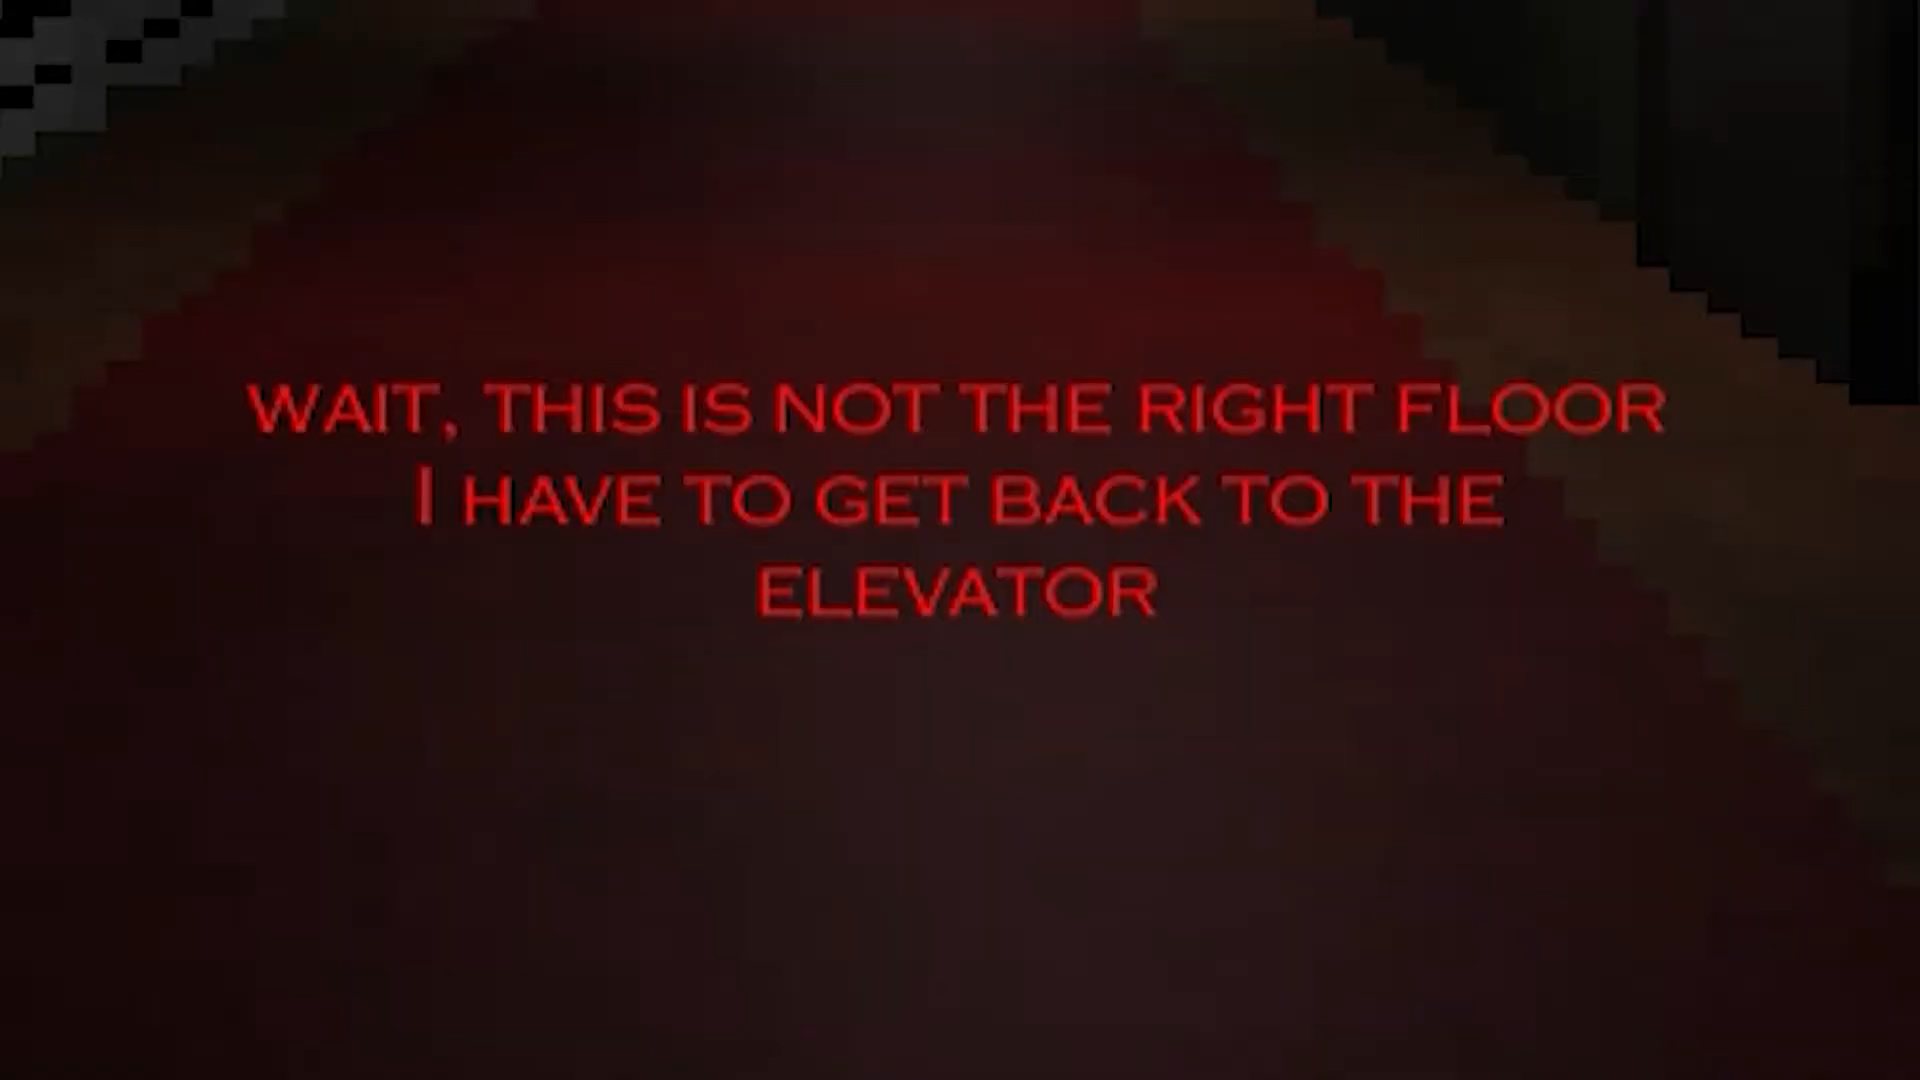 WAIT, THIS IS NOT THE RIGHT FLOOR
I HAVE TO GET BACK TO THE
ELEVATOR